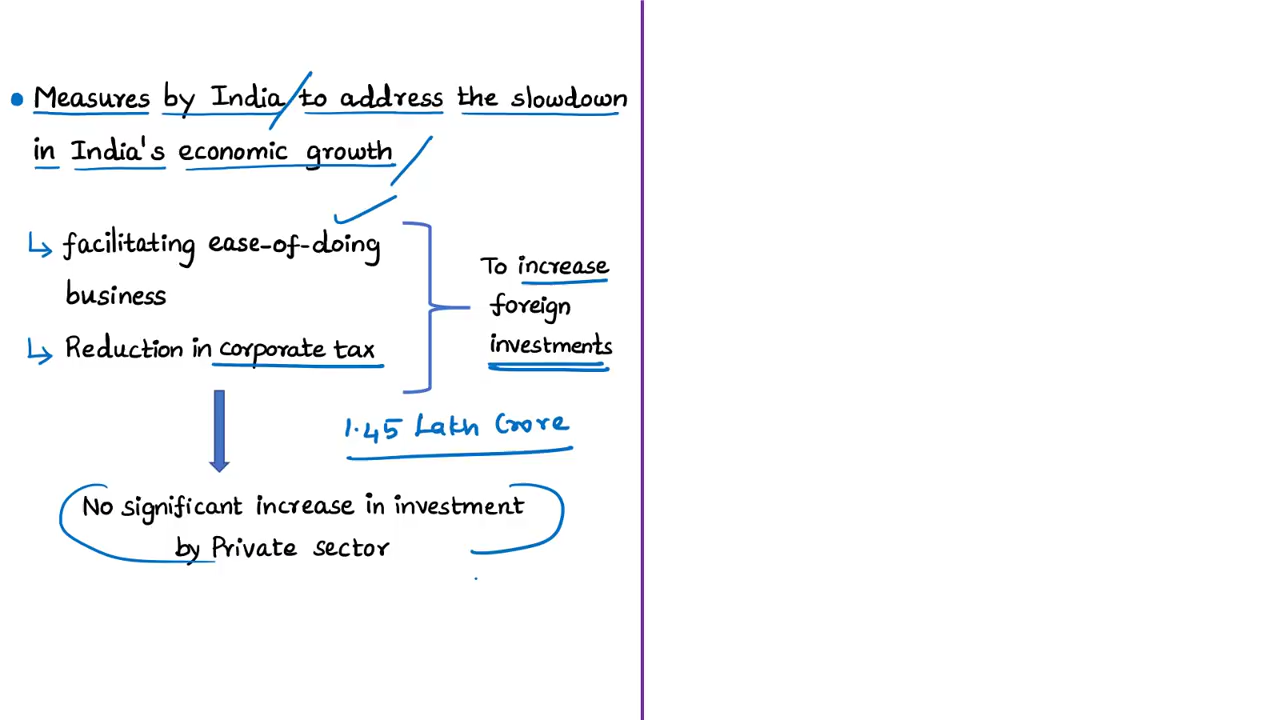 Measures by India to address the slowdown
in India's economic growth
facilitating ease-of-doing
business
Reduction in corporate tax
To increase
foreign
investments
1.45 Lakh Crore
No significant increase in investment
by Private sector